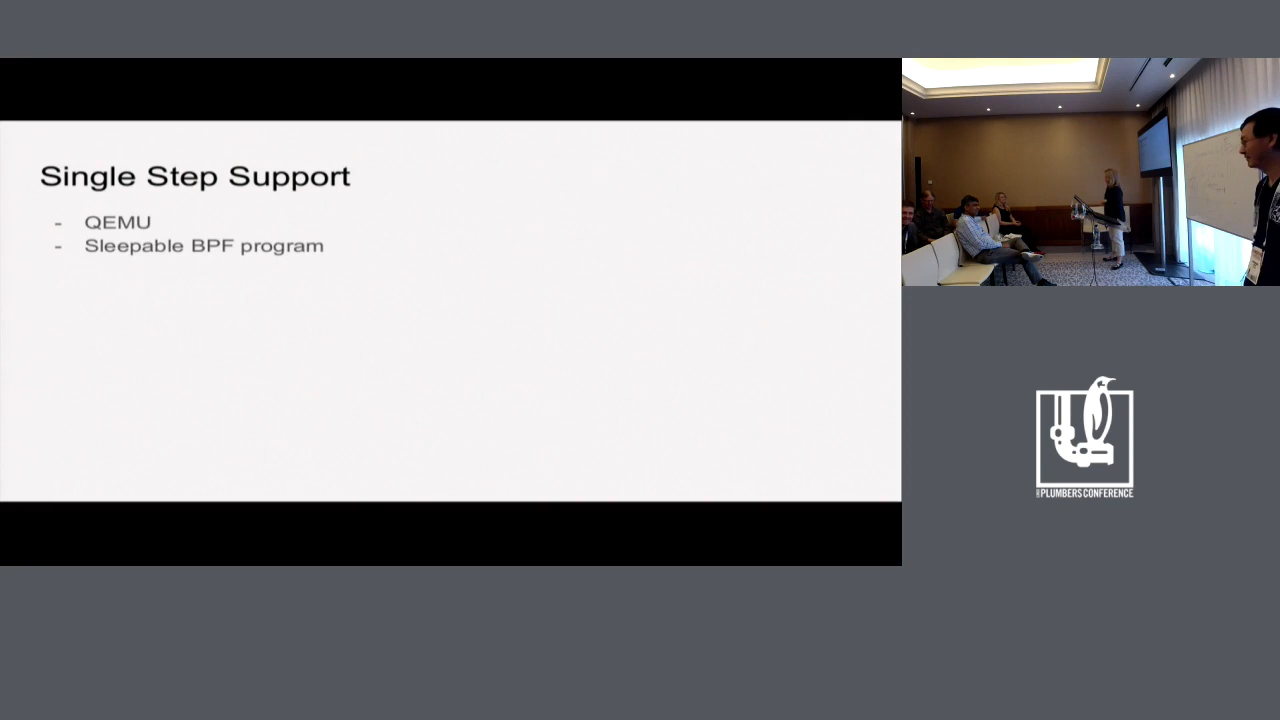 Single Step Support
- QEMU
- Sleepable BPF program
PLUMBERS CONFERENCE